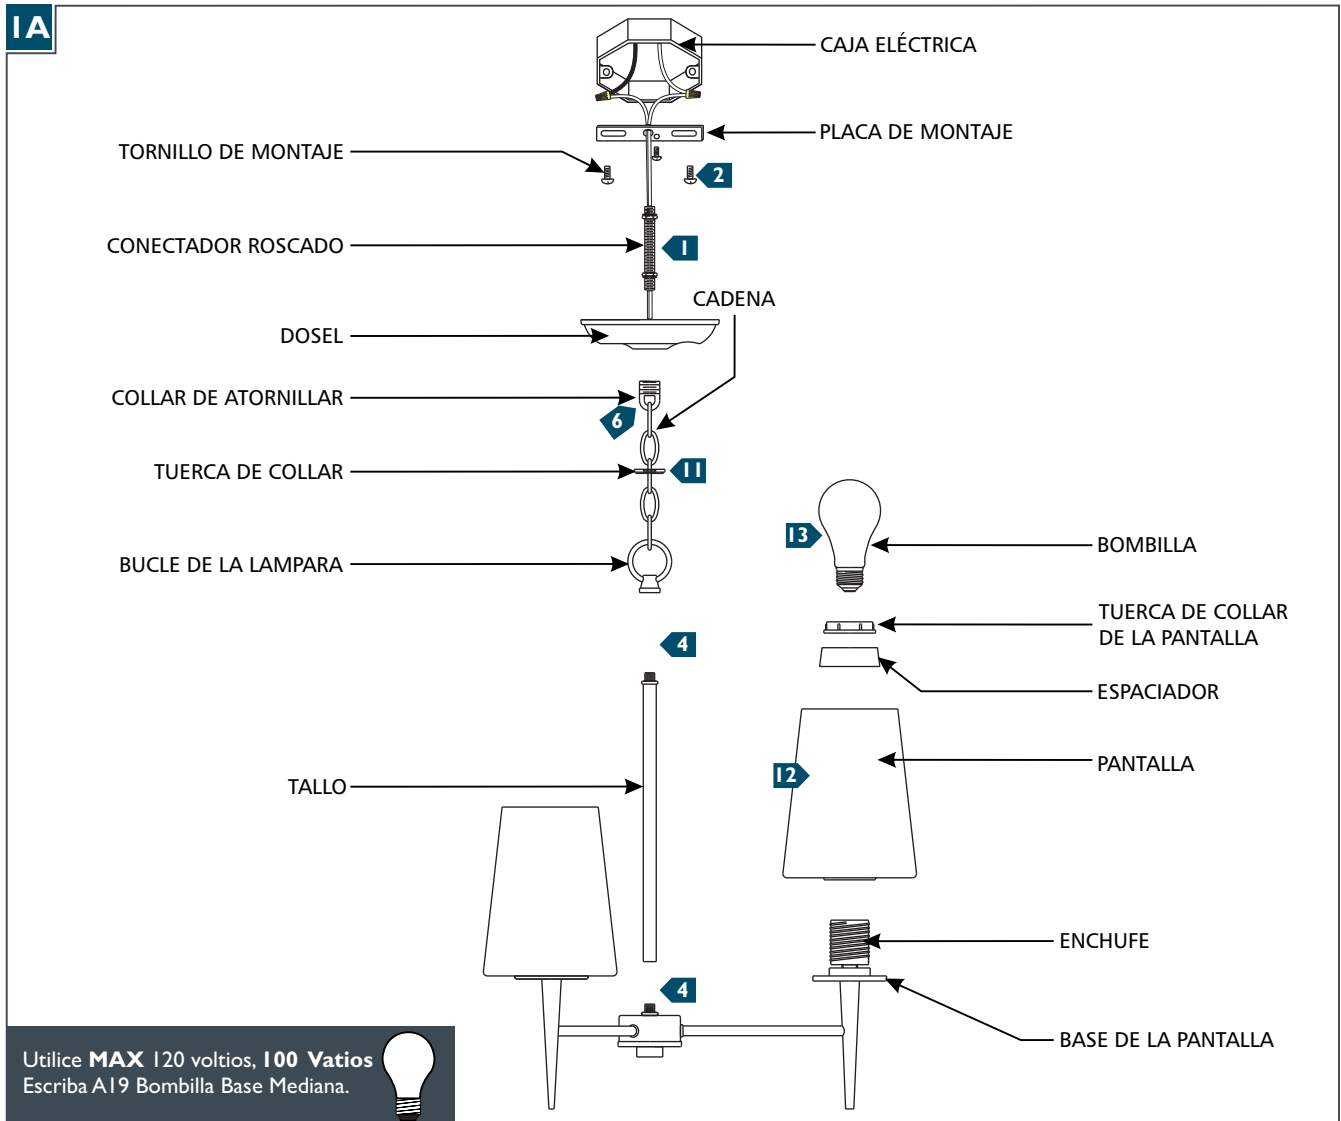 1A
CAJA ELÉCTRICA
PLACA DE MONTAJE
TORNILLO DE MONTAJE
2
CONECTADOR ROSCADO
1
CADENA
DOSEL
COLLAR DE ATORNILLAR
6
TUERCA DE COLLAR
11
13
BOMBILLA
BUCLE DE LA LAMPARA
TUERCA DE COLLAR
DE LA PANTALLA
4
ESPACIADOR
PANTALLA
12
TALLO
ENCHUFE
4
BASE DE LA PANTALLA
Utilice MAX 120 voltios, 100 Vatios
Escriba A19 Bombilla Base Mediana.